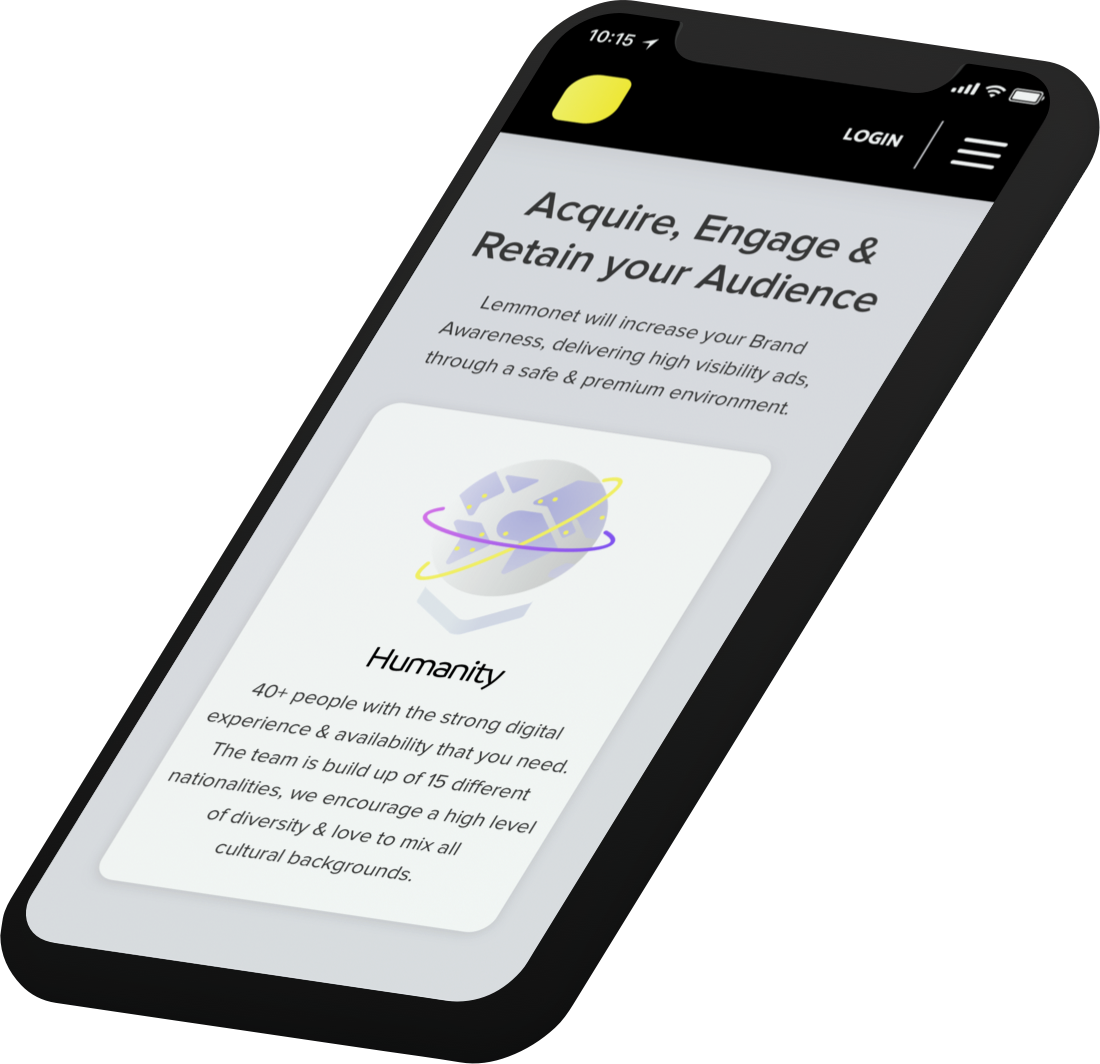 10:15
LOGIN
Acquire, Engage &
Retain your Audience
Lemmonet will increase your Brand
Awareness, delivering high visibility ads,
through a safe & premium environment.
Humanity
40+ people with the strong digital
experience & availability that you need.
The team is build up of 15 different
nationalities, we encourage a high level
of diversity & love to mix all
cultural backgrounds.